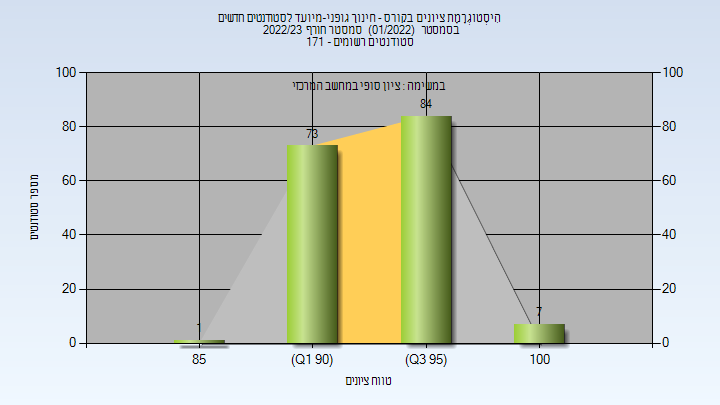 היסטוגרמת ציונים בקורס - חינוך גופני-מיועד לסטודנטים חדשים
בסמסטר (01/2022) סמסטר חורף 2022/23
סטודנטים רשומים - 171
במשימה : ציון סופי במחשב המרכזי
100 100
80 80
60 60
40 40
20 20
0 0
1
73
84
7
מספר סטודנטים
85 (Q1 90) (Q3 95) 100
טווח ציונים